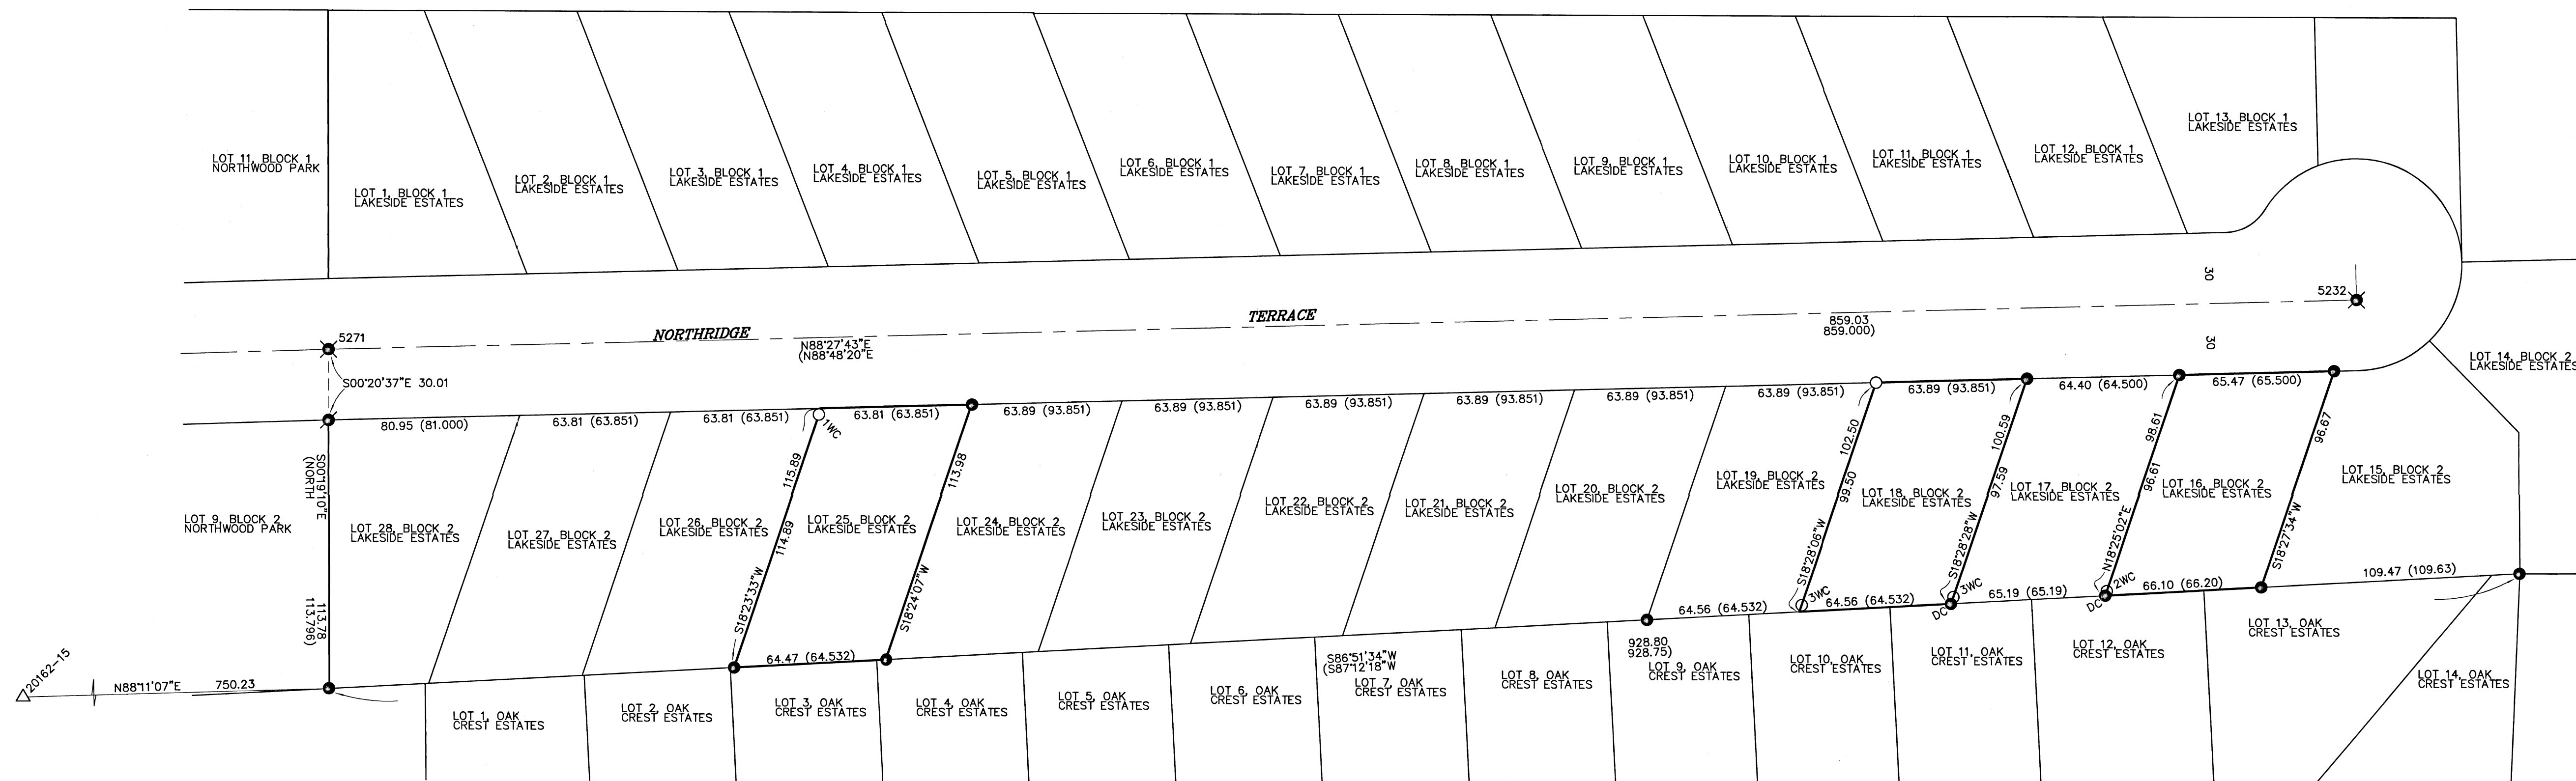 LOT 11, BLOCK 1
NORTHWOOD PARK
LOT 1, BLOCK 1
LAKESIDE ESTATES
LOT 2, BLOCK 1
LAKESIDE ESTATES
LOT 3, BLOCK 1
LAKESIDE ESTATES
LOT 4, BLOCK 1
LAKESIDE ESTATES
LOT 5, BLOCK 1
LAKESIDE ESTATES
LOT 6, BLOCK 1
LAKESIDE ESTATES
LOT 7, BLOCK 1
LAKESIDE ESTATES
LOT 8, BLOCK 1
LAKESIDE ESTATES
LOT 9, BLOCK 1
LAKESIDE ESTATES
LOT 10, BLOCK 1
LAKESIDE ESTATES
LOT 11, BLOCK 1
LAKESIDE ESTATES
LOT 12, BLOCK 1
LAKESIDE ESTATES
LOT 13, BLOCK 1
LAKESIDE ESTATES
30
5232
5271
NORTHRIDGE
TERRACE
N88°27'43"E
(N88°48'20"E
859.03
859.000)
30
S00°20'37"E 30.01
LOT 14, BLOCK 2
LAKESIDE ESTATES
80.95 (81.000)
63.81 (63.851)
63.81 (63.851)
1WC
63.81 (63.851)
63.89 (93.851)
63.89 (93.851)
63.89 (93.851)
63.89 (93.851)
63.89 (93.851)
63.89 (93.851)
63.89 (93.851)
64.40 (64.500)
65.47 (65.500)
S00°19'10"E
(NORTH
113.78
113.796)
115.89
114.89
S18°23'33"W
113.98
S18°24'07"W
102.50
99.50
S18°28'06"W
100.59
97.59
S18°28'28"W
98.61
96.61
N18°25'02"E
96.67
S18°27'34"W
LOT 9, BLOCK 2
NORTHWOOD PARK
LOT 28, BLOCK 2
LAKESIDE ESTATES
LOT 27, BLOCK 2
LAKESIDE ESTATES
LOT 26, BLOCK 2
LAKESIDE ESTATES
LOT 25, BLOCK 2
LAKESIDE ESTATES
LOT 24, BLOCK 2
LAKESIDE ESTATES
LOT 23, BLOCK 2
LAKESIDE ESTATES
LOT 22, BLOCK 2
LAKESIDE ESTATES
LOT 21, BLOCK 2
LAKESIDE ESTATES
LOT 20, BLOCK 2
LAKESIDE ESTATES
LOT 19, BLOCK 2
LAKESIDE ESTATES
LOT 18, BLOCK 2
LAKESIDE ESTATES
LOT 17, BLOCK 2
LAKESIDE ESTATES
LOT 16, BLOCK 2
LAKESIDE ESTATES
LOT 15, BLOCK 2
LAKESIDE ESTATES
20162-15
N88°11'07"E
750.23
64.47 (64.532)
S86°51'34"W
(S87°12'18"W
928.80
928.75)
64.56 (64.532)
3WC
64.56 (64.532)
DC
3WC
65.19 (65.19)
DC
2WC
66.10 (66.20)
109.47 (109.63)
LOT 1, OAK
CREST ESTATES
LOT 2, OAK
CREST ESTATES
LOT 3, OAK
CREST ESTATES
LOT 4, OAK
CREST ESTATES
LOT 5, OAK
CREST ESTATES
LOT 6, OAK
CREST ESTATES
LOT 7, OAK
CREST ESTATES
LOT 8, OAK
CREST ESTATES
LOT 9, OAK
CREST ESTATES
LOT 10, OAK
CREST ESTATES
LOT 11, OAK
CREST ESTATES
LOT 12, OAK
CREST ESTATES
LOT 13, OAK
CREST ESTATES
LOT 14, OAK
CREST ESTATES